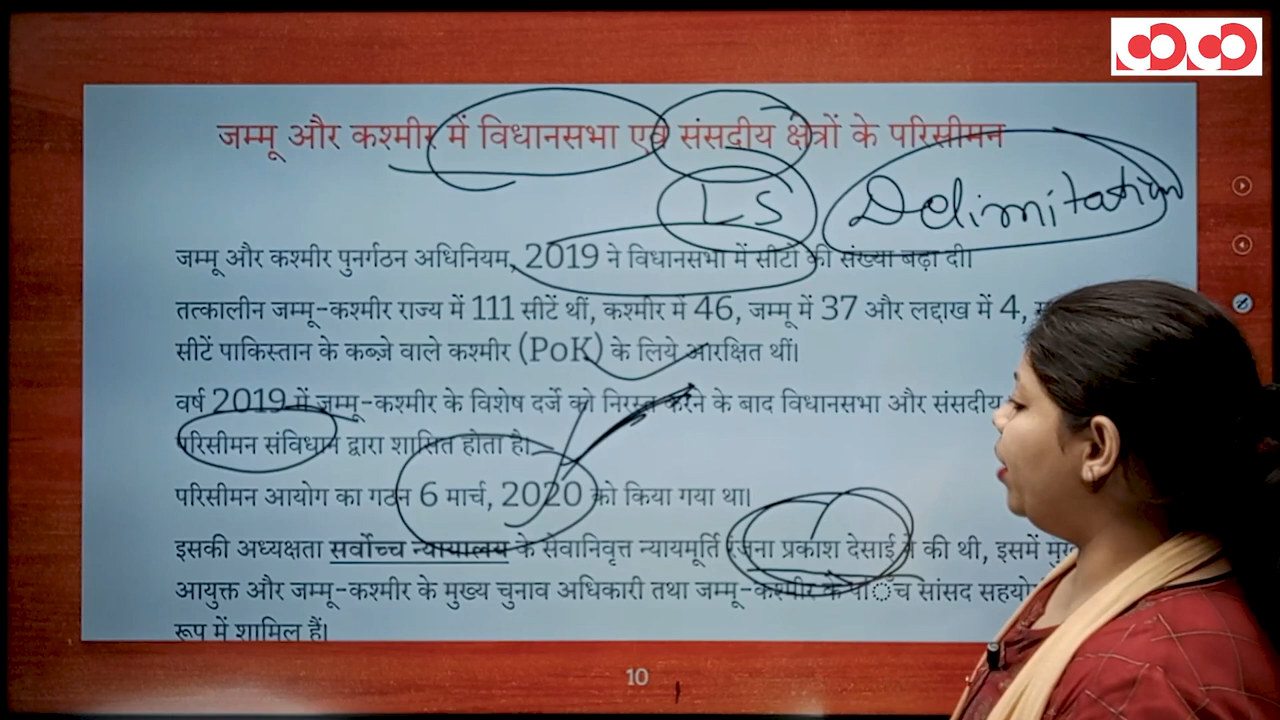 जम्मू और कश्मीर में विधानसभा एवं संसदीय क्षेत्रों के परिसीमन
LS Delimitation
जम्मू और कश्मीर पुनर्गठन अधिनियम, 2019 ने विधानसभा में सीटों की संख्या बढ़ा दी।
तत्कालीन जम्मू-कश्मीर राज्य में 111 सीटें थीं, कश्मीर में 46, जम्मू में 37 और लद्दाख में 4,
सीटें पाकिस्तान के कब्ज़े वाले कश्मीर (PoK) के लिये आरक्षित थीं।
वर्ष 2019 में जम्मू-कश्मीर के विशेष दर्जे को निरस्त करने के बाद विधानसभा और संसदीय
परिसीमन संविधान द्वारा शासित होता है।
परिसीमन आयोग का गठन 6 मार्च, 2020 को किया गया था।
इसकी अध्यक्षता सर्वोच्च न्यायालय के सेवानिवृत्त न्यायमूर्ति रंजना प्रकाश देसाई ने की थी, इसमें
आयुक्त और जम्मू-कश्मीर के मुख्य चुनाव अधिकारी तथा जम्मू-कश्मीर के पाँच सांसद
रूप में शामिल हैं।
10